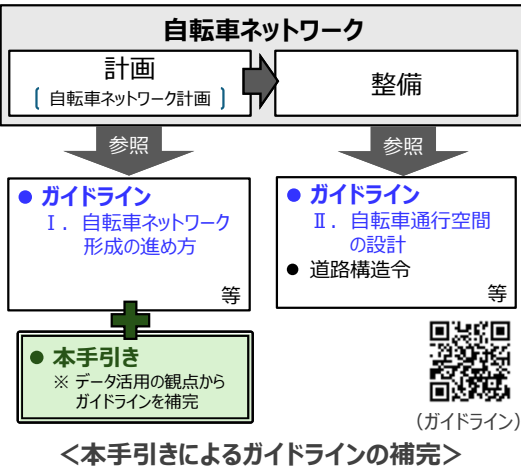 自転車ネットワーク
計画
[ 自転車ネットワーク計画 ]
整備
参照
参照
● ガイドライン
Ⅰ．自転車ネットワーク
形成の進め方
等
● ガイドライン
Ⅱ．自転車通行空間
の設計
● 道路構造令
等
● 本手引き
※ データ活用の観点から
ガイドラインを補完
(ガイドライン)
＜本手引きによるガイドラインの補完＞